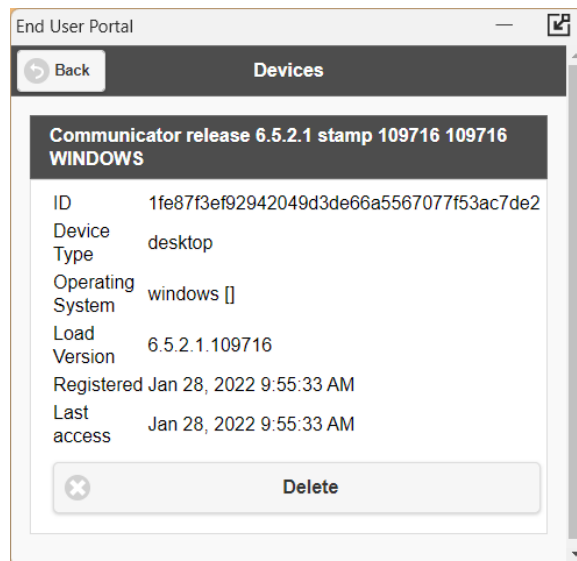 End User Portal
Back
Devices
Communicator release 6.5.2.1 stamp 109716 109716
WINDOWS
ID 1fe87f3ef92942049d3de66a5567077f53ac7de2
Device
Type desktop
Operating
System windows []
Load
Version 6.5.2.1.109716
Registered Jan 28, 2022 9:55:33 AM
Last
access Jan 28, 2022 9:55:33 AM
Delete